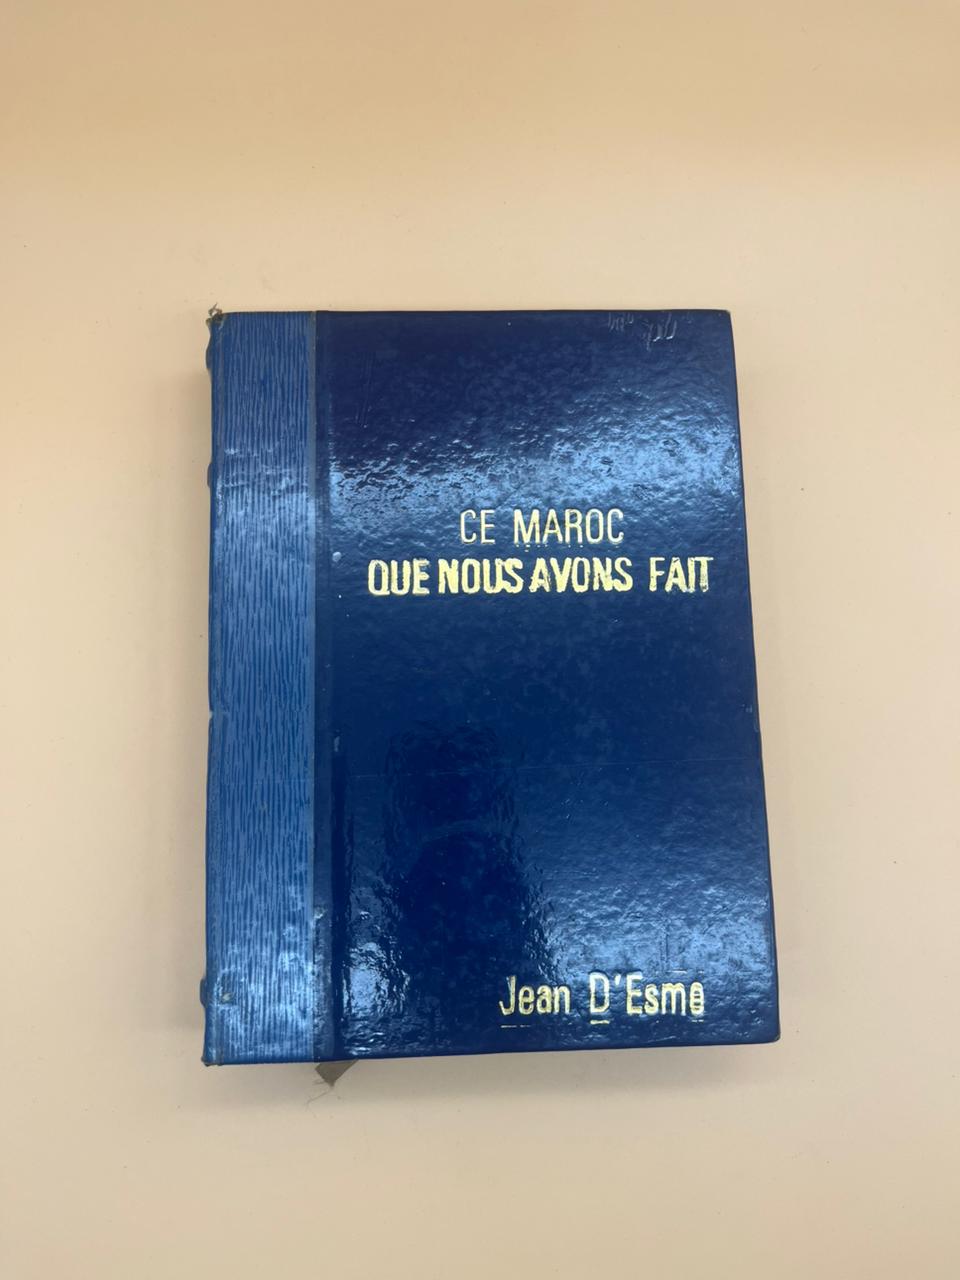 CE MAROC
QUE NOUS AVONS FAIT
Jean D'Esme